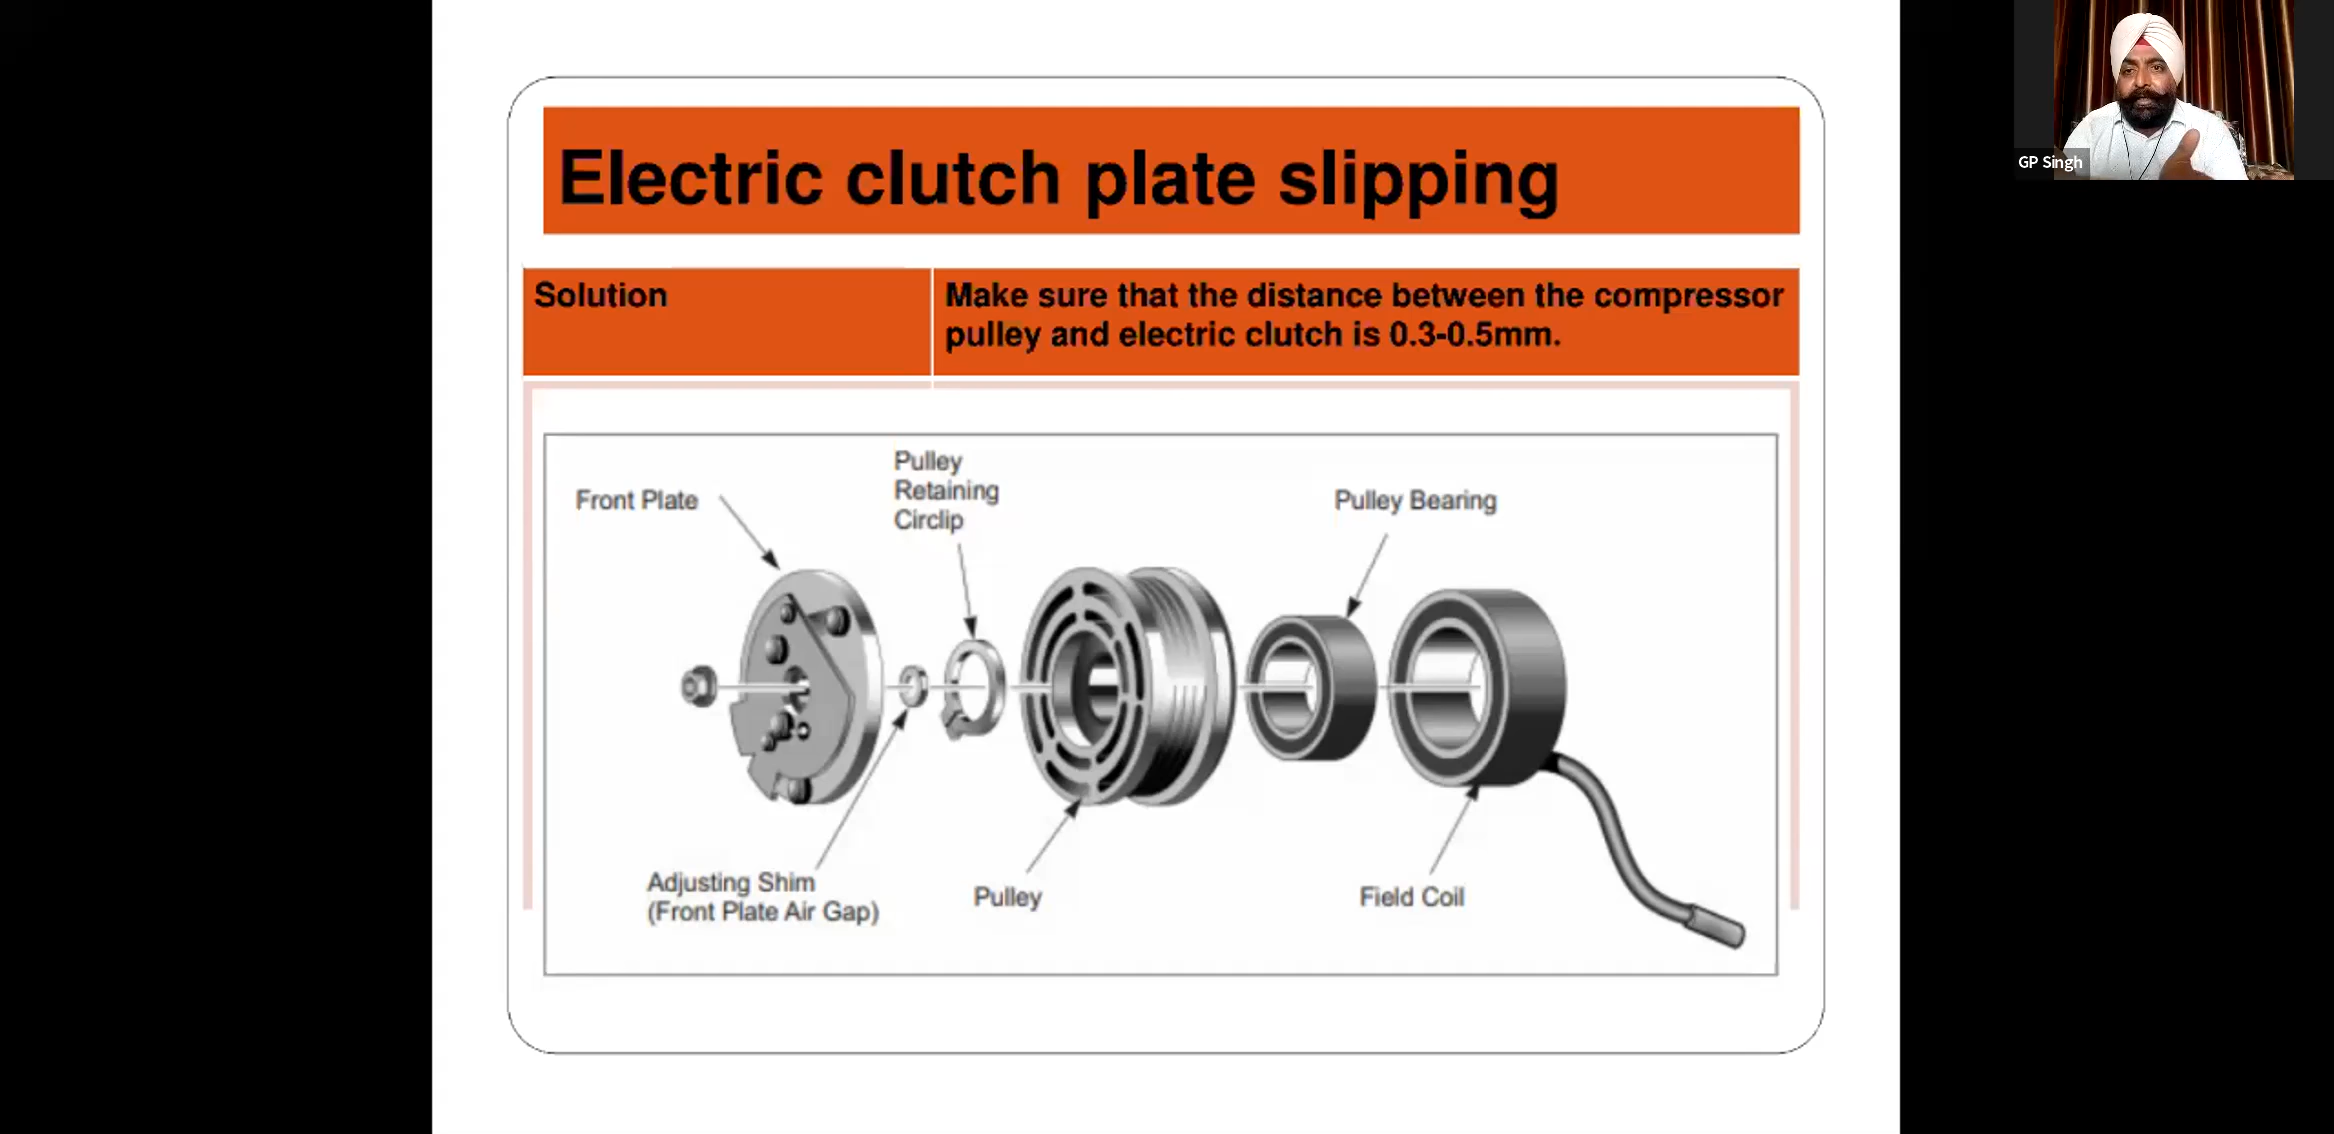 Electric clutch plate slipping
Solution
Make sure that the distance between the compressor
pulley and electric clutch is 0.3-0.5mm.
Front Plate
Pulley
Retaining
Circlip
Pulley Bearing
Adjusting Shim
(Front Plate Air Gap)
Pulley
Field Coil
GP Singh